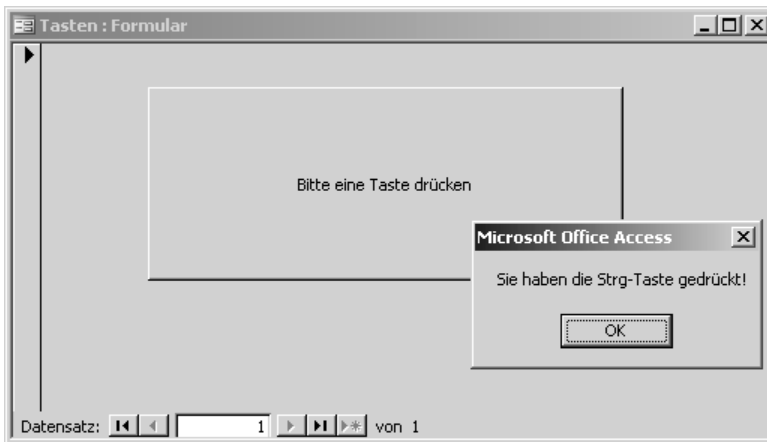 Tasten : Formular
Bitte eine Taste drücken
Microsoft Office Access
Sie haben die Strg-Taste gedrückt!
OK
Datensatz: 1 von 1